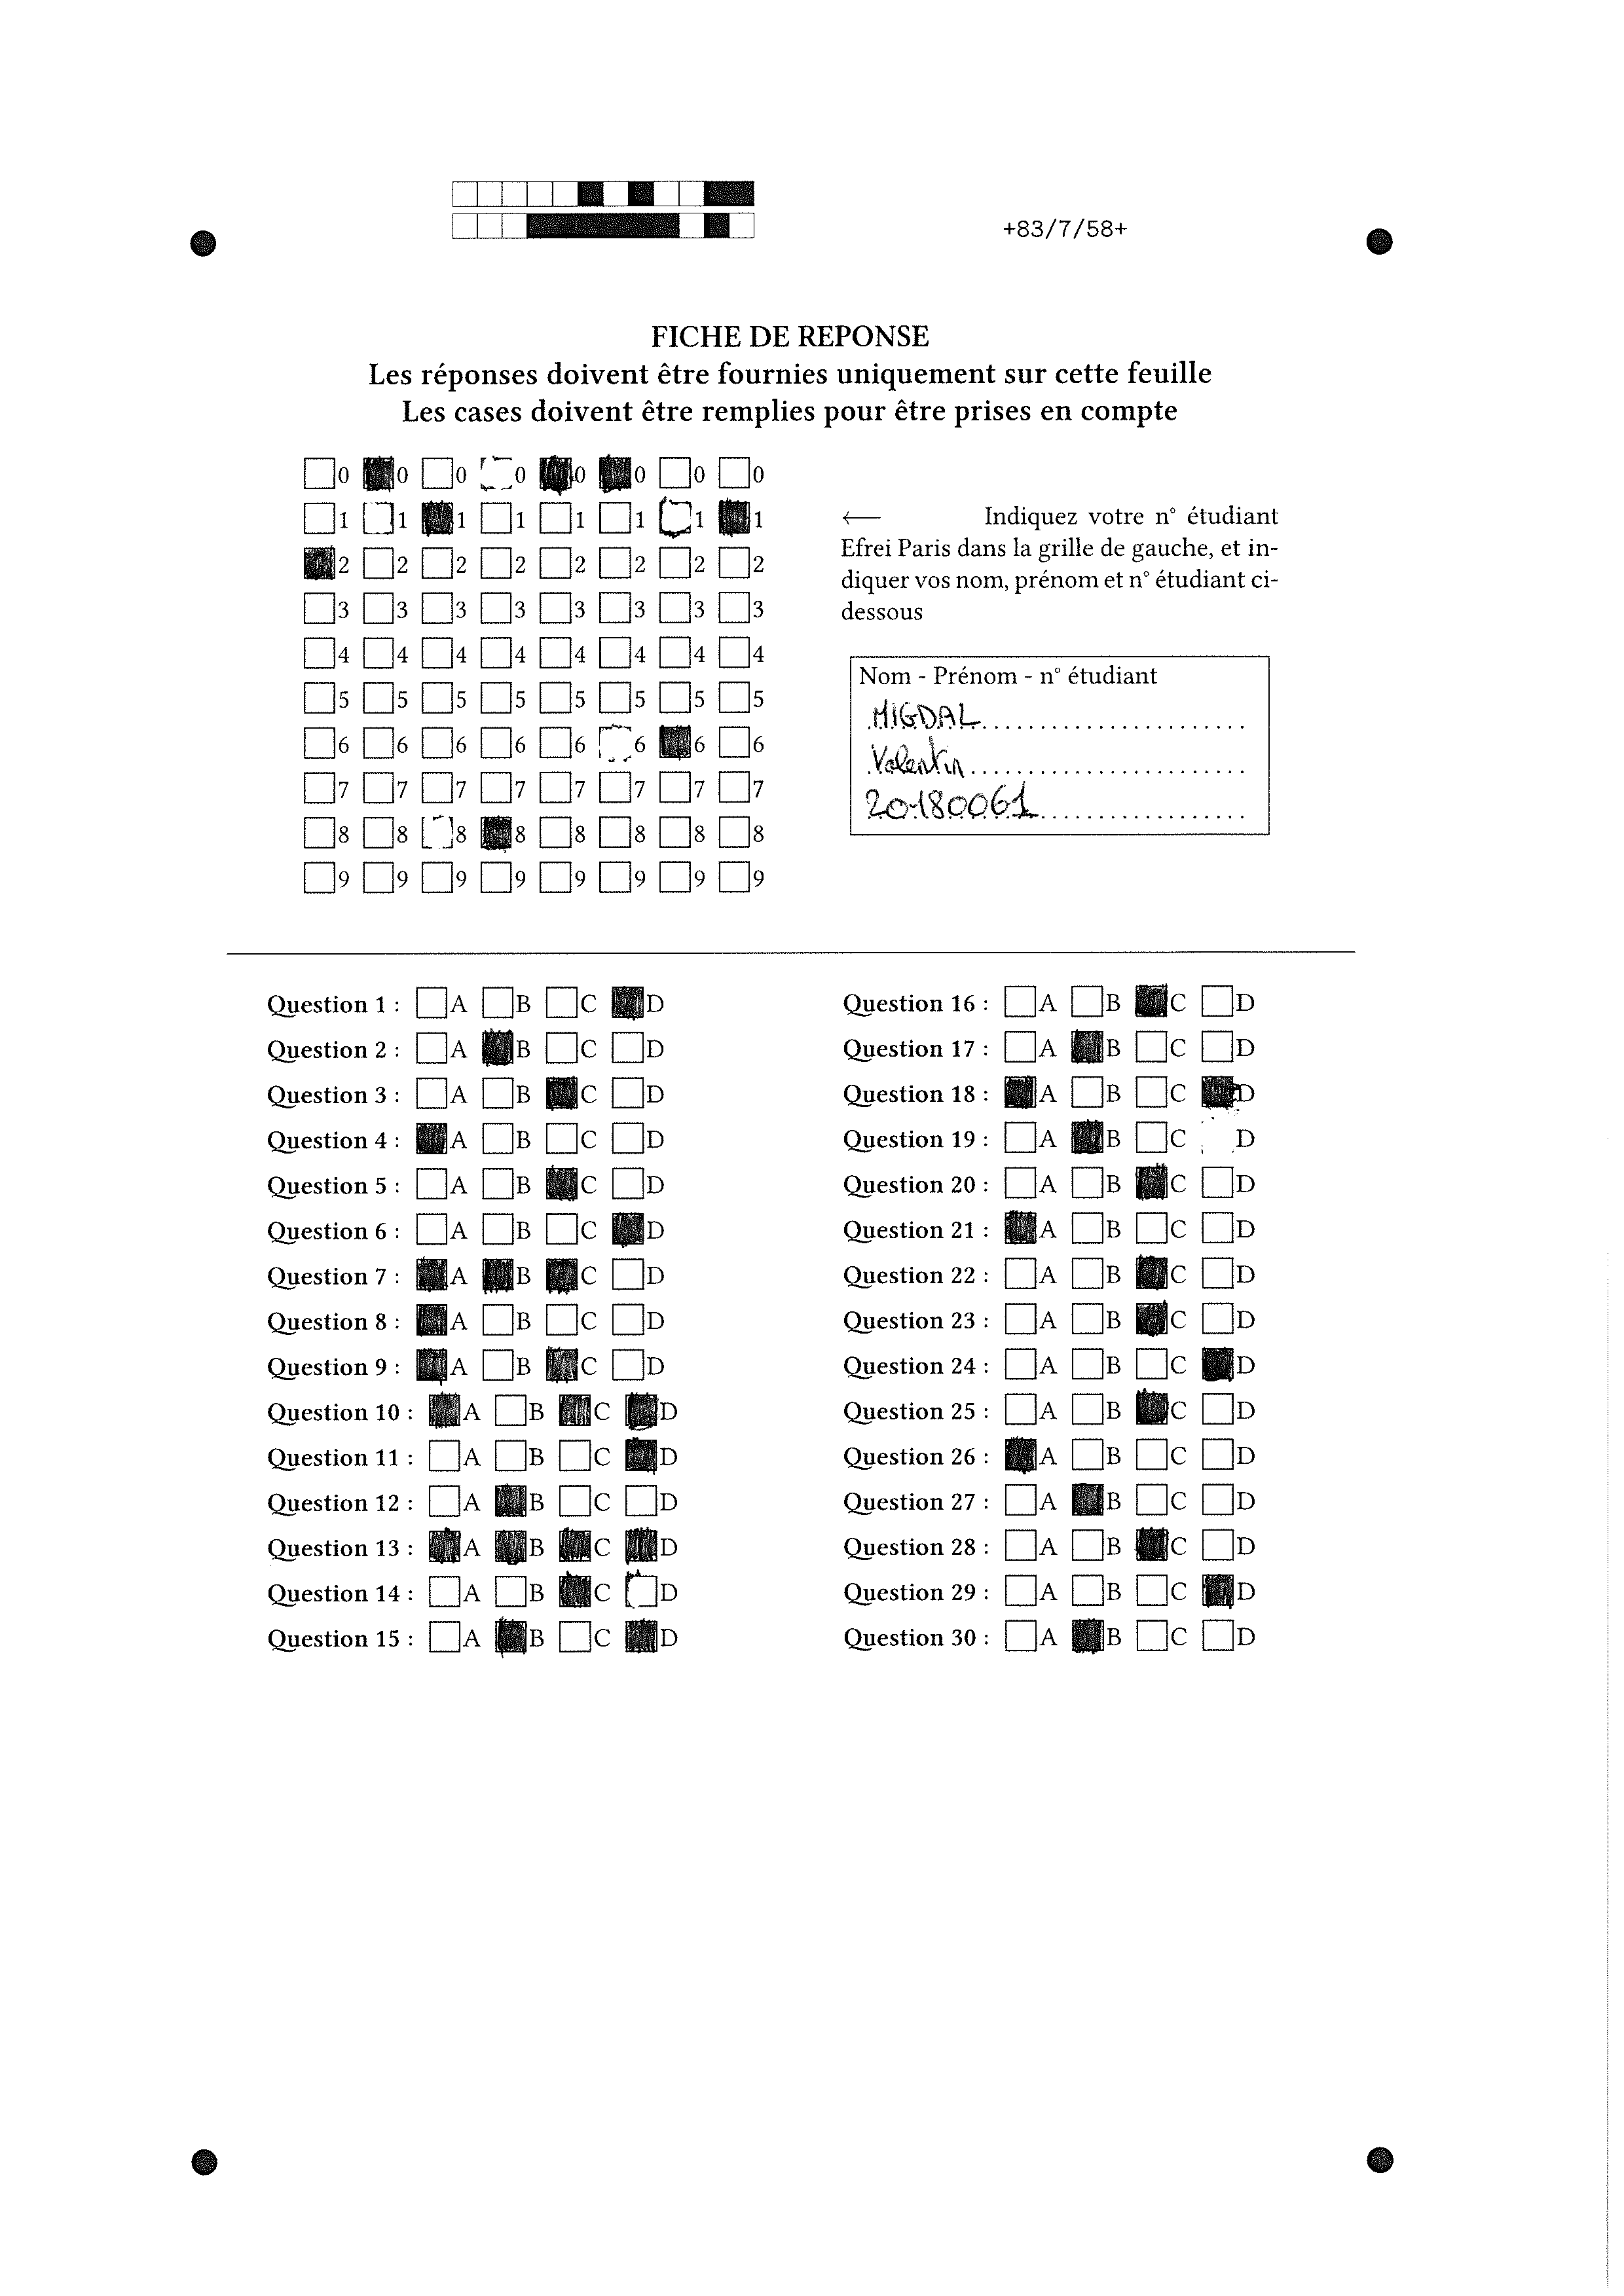 +83/7/58+
FICHE DE REPONSE
Les réponses doivent être fournies uniquement sur cette feuille
Les cases doivent être remplies pour être prises en compte
0 0 0 0 0 0 0 0
1 1 1 1 1 1 1 1
2 2 2 2 2 2 2 2
3 3 3 3 3 3 3 3
4 4 4 4 4 4 4 4
5 5 5 5 5 5 5 5
6 6 6 6 6 6 6 6
7 7 7 7 7 7 7 7
8 8 8 8 8 8 8 8
9 9 9 9 9 9 9 9
← Indiquez votre n° étudiant
Efrei Paris dans la grille de gauche, et in-
diquer vos nom, prénom et n° étudiant ci-
dessous
Nom - Prénom - n° étudiant
MIGDAL
Valentin
20180061
Question 1 : A B C D
Question 2 : A B C D
Question 3 : A B C D
Question 4 : A B C D
Question 5 : A B C D
Question 6 : A B C D
Question 7 : A B C D
Question 8 : A B C D
Question 9 : A B C D
Question 10 : A B C D
Question 11 : A B C D
Question 12 : A B C D
Question 13 : A B C D
Question 14 : A B C D
Question 15 : A B C D
Question 16 : A B C D
Question 17 : A B C D
Question 18 : A B C D
Question 19 : A B C D
Question 20 : A B C D
Question 21 : A B C D
Question 22 : A B C D
Question 23 : A B C D
Question 24 : A B C D
Question 25 : A B C D
Question 26 : A B C D
Question 27 : A B C D
Question 28 : A B C D
Question 29 : A B C D
Question 30 : A B C D